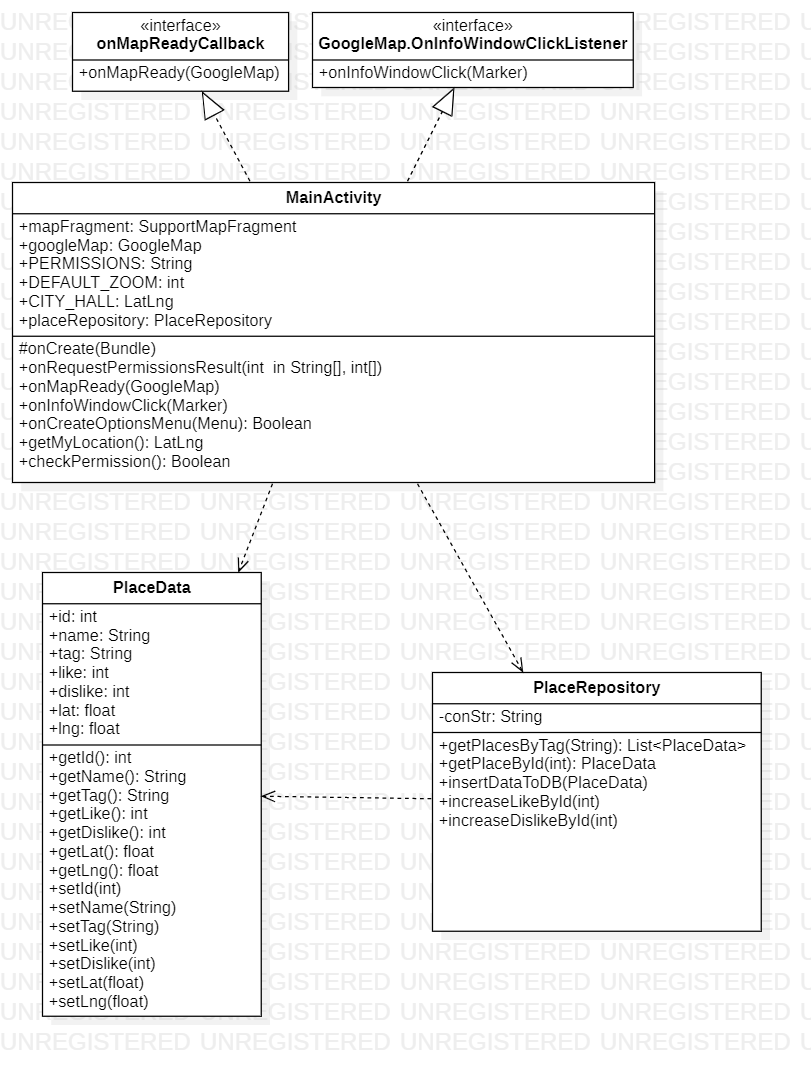 «interface»
onMapReadyCallback
+onMapReady(GoogleMap)
«interface»
GoogleMap.OnInfoWindowClickListener
+onInfoWindowClick(Marker)
MainActivity
+mapFragment: SupportMapFragment
+googleMap: GoogleMap
+PERMISSIONS: String
+DEFAULT_ZOOM: int
+CITY_HALL: LatLng
+placeRepository: PlaceRepository
#onCreate(Bundle)
+onRequestPermissionsResult(int  in String[], int[])
+onMapReady(GoogleMap)
+onInfoWindowClick(Marker)
+onCreateOptionsMenu(Menu): Boolean
+getMyLocation(): LatLng
+checkPermission(): Boolean
PlaceData
+id: int
+name: String
+tag: String
+like: int
+dislike: int
+lat: float
+lng: float
+getId(): int
+getName(): String
+getTag(): String
+getLike(): int
+getDislike(): int
+getLat(): float
+getLng(): float
+setId(int)
+setName(String)
+setTag(String)
+setLike(int)
+setDislike(int)
+setLat(float)
+setLng(float)
PlaceRepository
-conStr: String
+getPlacesByTag(String): List<PlaceData>
+getPlaceById(int): PlaceData
+insertDataToDB(PlaceData)
+increaseLikeById(int)
+increaseDislikeById(int)
UNREGISTERED UNREGISTERED UNREGISTERED UNREGISTERED